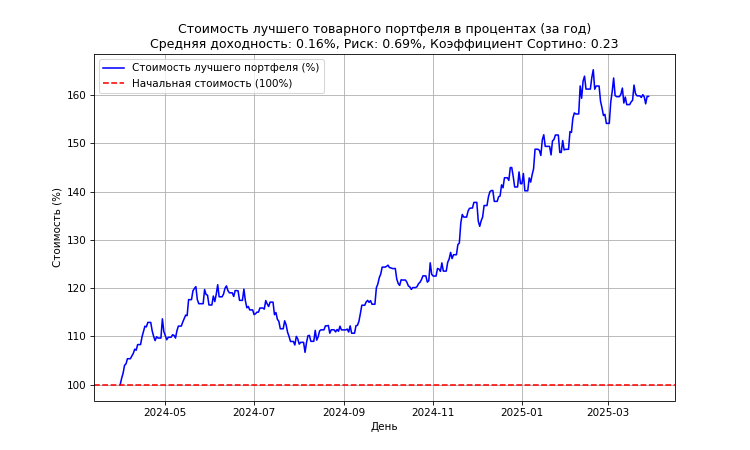 Стоимость лучшего товарного портфеля в процентах (за год)
Средняя доходность: 0.16%, Риск: 0.69%, Коэффициент Сортино: 0.23
Стоимость лучшего портфеля (%)
Начальная стоимость (100%)
Стоимость (%)
160
150
140
130
120
110
100
2024-05
2024-07
2024-09
2024-11
2025-01
2025-03
День